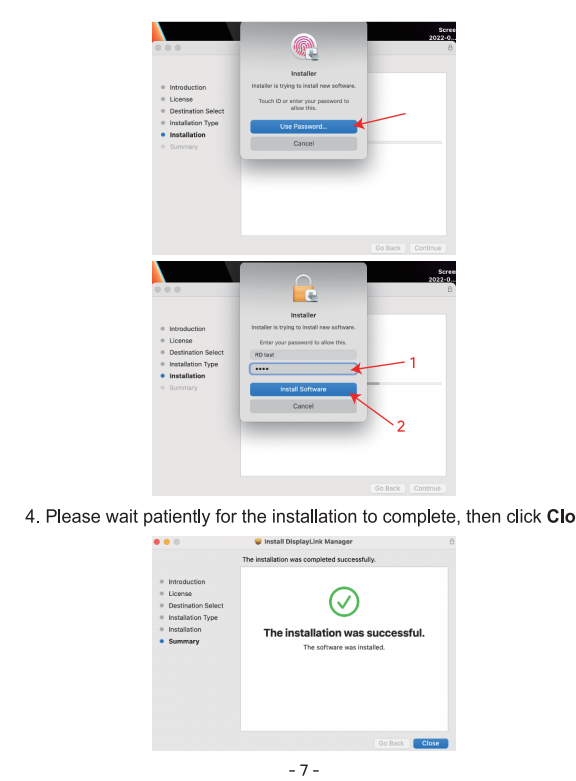 Scree
2022-0...
Installer
Installer is trying to install new software.
Touch ID or enter your password to
allow this.
Use Password...
Cancel
Introduction
License
Destination Select
Installation Type
Installation
Summary
Go Back Continue
Scree
2022-0...
Installer
Installer is trying to install new software.
Enter your password to allow this.
RD test
••••
Install Software
Cancel
1
2
Introduction
License
Destination Select
Installation Type
Installation
Summary
Go Back Continue
4. Please wait patiently for the installation to complete, then click Clo
Install DisplayLink Manager
The installation was completed successfully.
Introduction
License
Destination Select
Installation Type
Installation
Summary
The installation was successful.
The software was installed.
Go Back Close
- 7 -